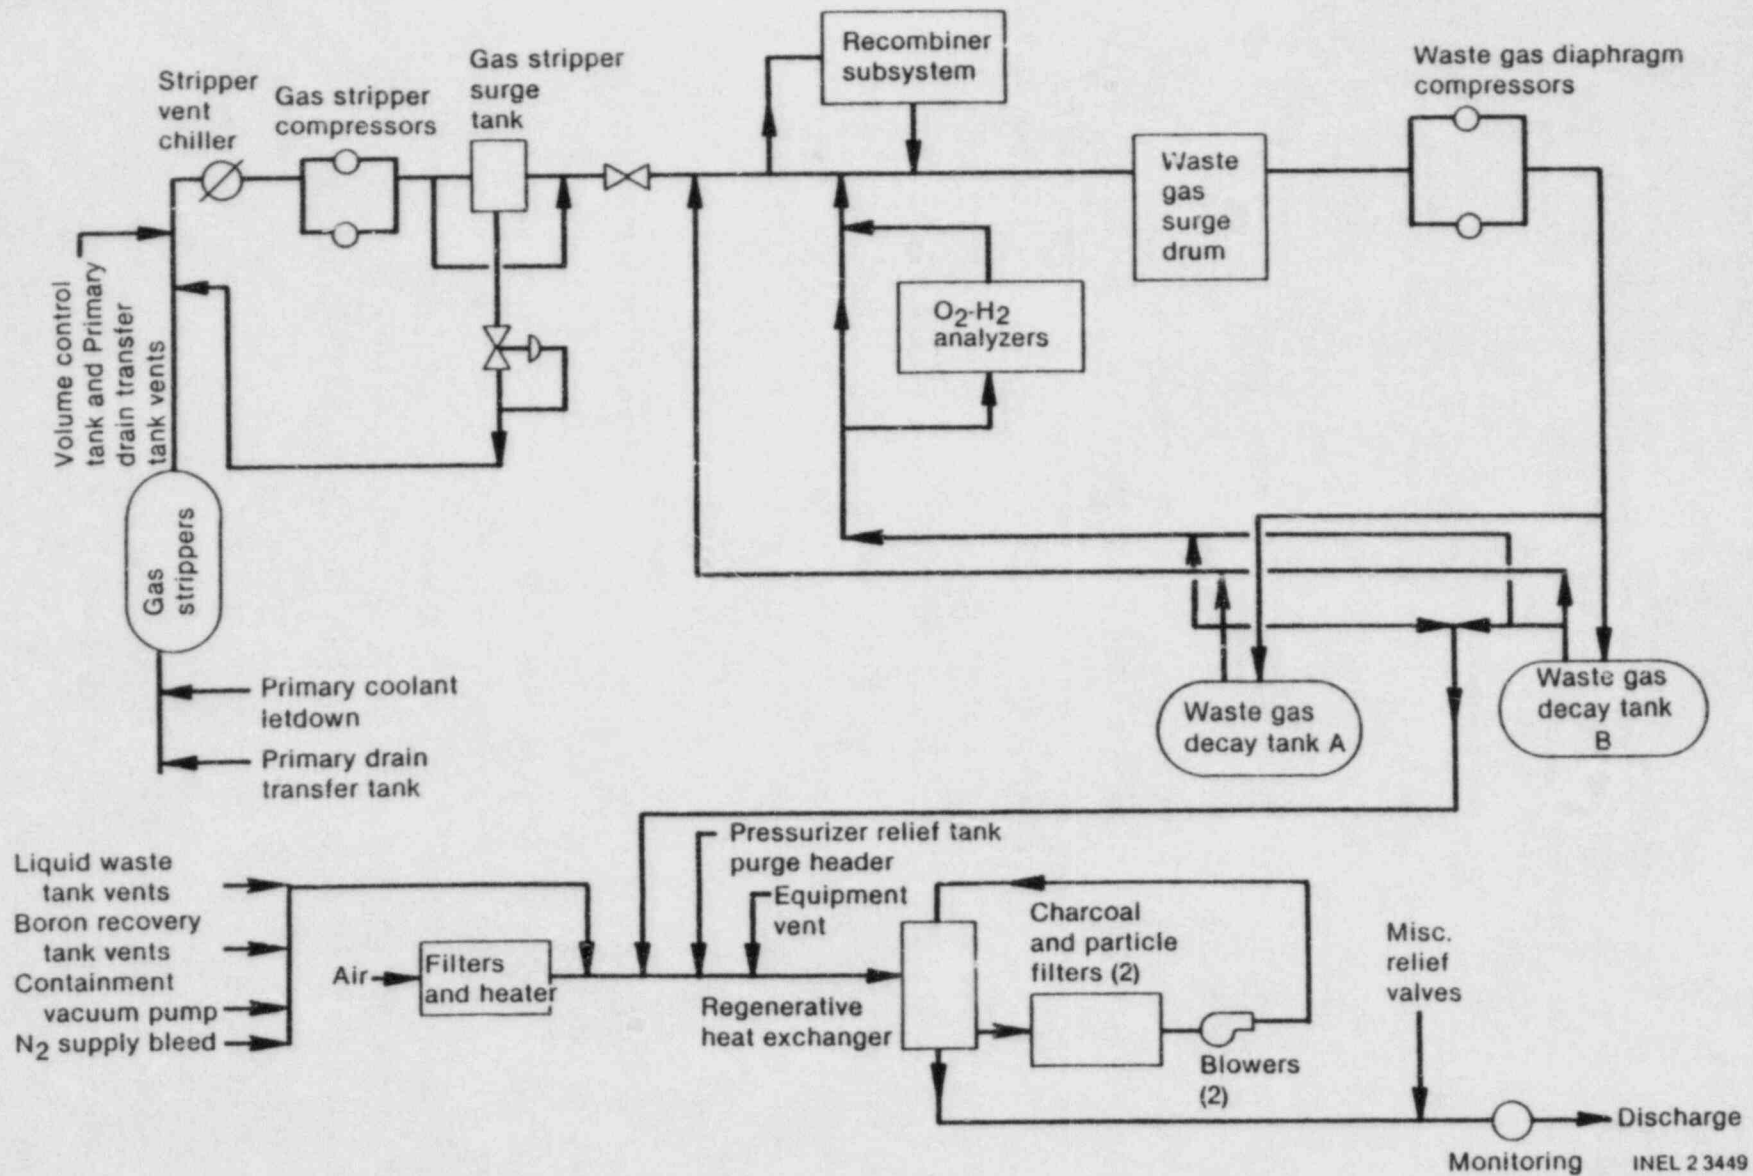 Stripper
vent
chiller
Gas stripper
compressors
Gas stripper
surge
tank
Recombiner
subsystem
Waste gas diaphragm
compressors
Waste
gas
surge
drum
O2-H2
analyzers
Volume control
tank and Primary
drain transfer
tank vents
Gas
strippers
Primary coolant
letdown
Primary drain
transfer tank
Waste gas
decay tank A
Waste gas
decay tank
B
Liquid waste
tank vents
Boron recovery
tank vents
Containment
vacuum pump
N2 supply bleed
Air
Filters
and heater
Pressurizer relief tank
purge header
Equipment
vent
Regenerative
heat exchanger
Charcoal
and particle
filters (2)
Blowers
(2)
Misc.
relief
valves
Discharge
Monitoring
INEL 2 3449